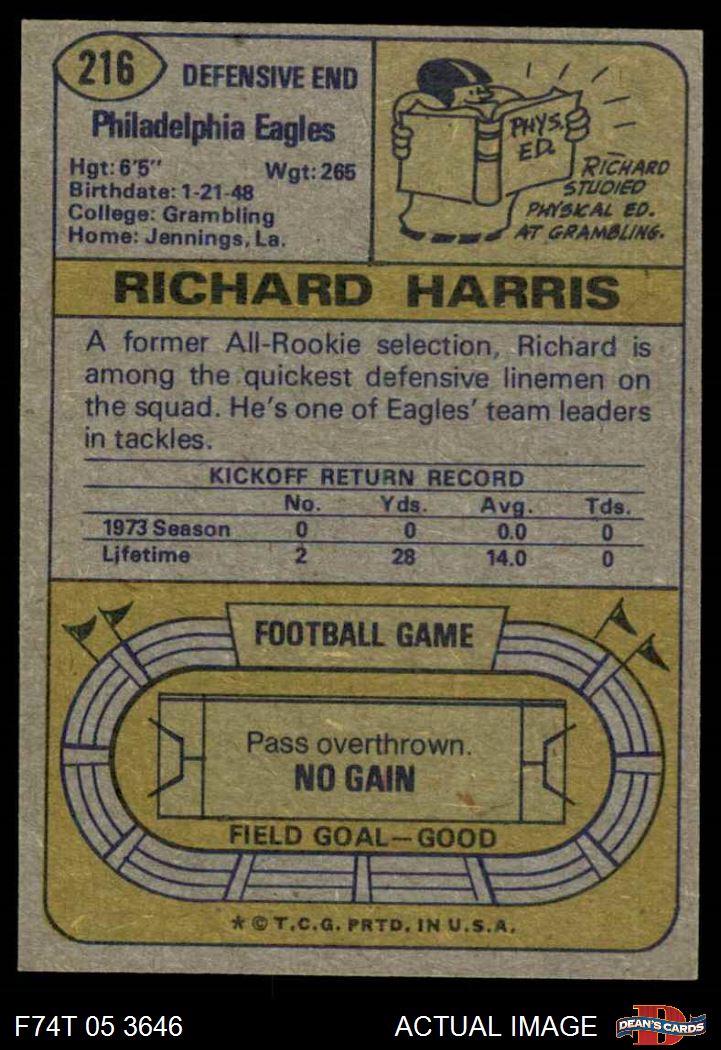 216
DEFENSIVE END
Philadelphia Eagles
Hgt: 6'5" Wgt: 265
Birthdate: 1-21-48
College: Grambling
Home: Jennings, La.
PHYS.
ED.
RICHARD
STUDIED
PHYSICAL ED.
AT GRAMBLING.
RICHARD HARRIS
A former All-Rookie selection, Richard is
among the quickest defensive linemen on
the squad. He's one of Eagles' team leaders
in tackles.
KICKOFF RETURN RECORD
No. Yds. Avg. Tds.
1973 Season 0 0 0.0 0
Lifetime 2 28 14.0 0
FOOTBALL GAME
Pass overthrown.
NO GAIN
FIELD GOAL—GOOD
* © T.C.G. PRTD. IN U.S.A.
F74T 05 3646
ACTUAL IMAGE
D
DEAN'S CARDS